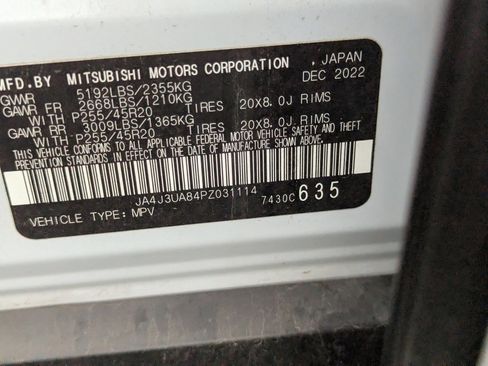 MFD.BY MITSUBISHI MOTORS CORPORATION , JAPAN
GVWR 5192LBS/2355KG DEC 2022
GAWR FR 2668LBS/1210KG
WITH P255/45R20 TIRES 20X8.0J RIMS
GAWR RR 3009LBS/1365KG
WITH P255/45R20 TIRES 20X8.0J RIMS
THIS VEHICLE CONFORMS TO ALL APPLICABLE FEDERAL MOTOR VEHICLE SAFETY, BUMPER, AND THEFT
PREVENTION STANDARDS IN EFFECT ON THE DATE OF MANUFACTURE SHOWN ABOVE.
JA4J3UA84PZ031114 7430C 635
VEHICLE TYPE: MPV